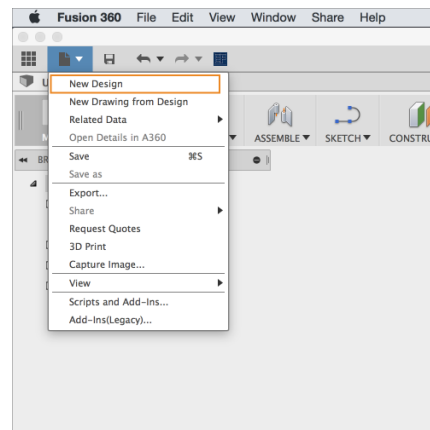 Fusion 360 File Edit View Window Share Help
U
New Design
New Drawing from Design
Related Data
Open Details in A360
Save ⌘S
Save as
Export...
Share
Request Quotes
3D Print
Capture Image...
View
Scripts and Add-Ins...
Add-Ins(Legacy)...
M
ASSEMBLE SKETCH CONSTRU
BR